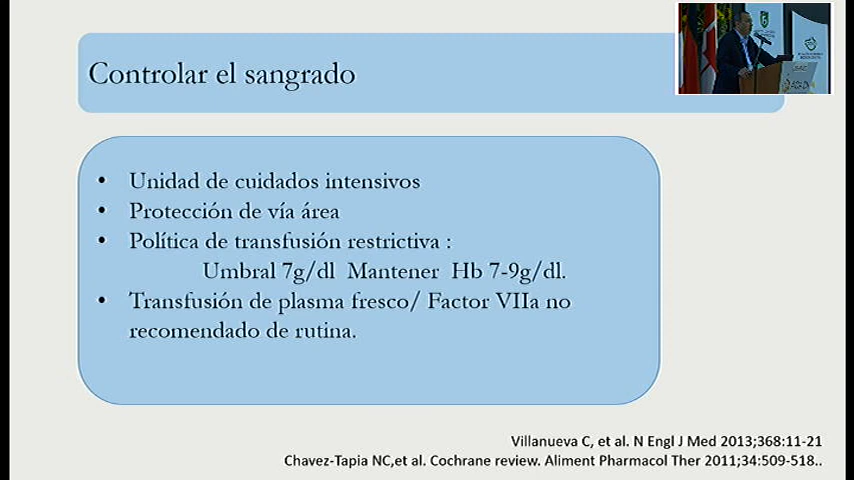 Controlar el sangrado
• Unidad de cuidados intensivos
• Protección de vía área
• Política de transfusión restrictiva :
Umbral 7g/dl Mantener Hb 7-9g/dl.
• Transfusión de plasma fresco/ Factor VIIa no
recomendado de rutina.
Villanueva C, et al. N Engl J Med 2013;368:11-21
Chavez-Tapia NC,et al. Cochrane review. Aliment Pharmacol Ther 2011;34:509-518..